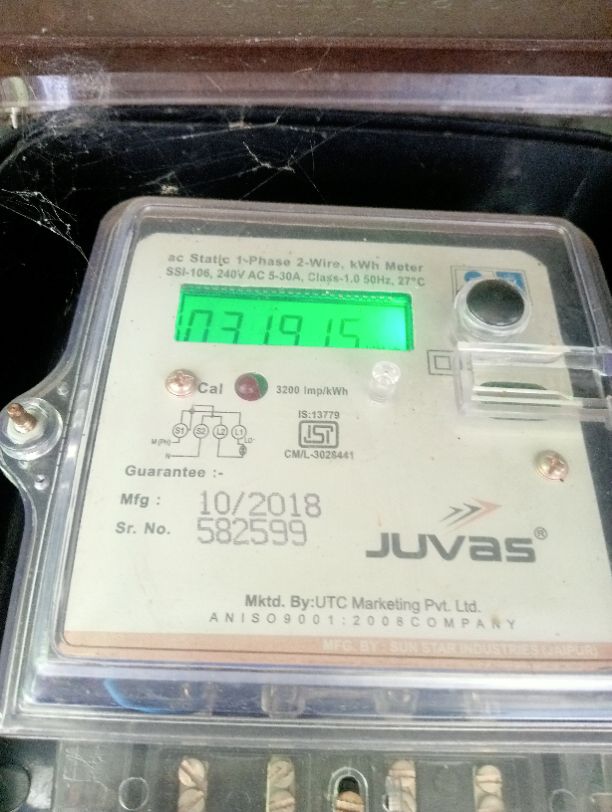 ac Static 1-Phase 2-Wire, kWh Meter
SSI-106, 240V AC 5-30A, Class-1.0 50Hz, 27°C
031915
Cal
3200 Imp/kWh
S1 S2 L2 L1
M (Ph)
N
IS:13779
ISI
CM/L-3026441
Guarantee :-
Mfg : 10/2018
Sr. No. 582599
JUVas®
Mktd. By:UTC Marketing Pvt. Ltd.
AN ISO 9001:2008 COMPANY
MFG. BY : SUN STAR INDUSTRIES (JAIPUR)